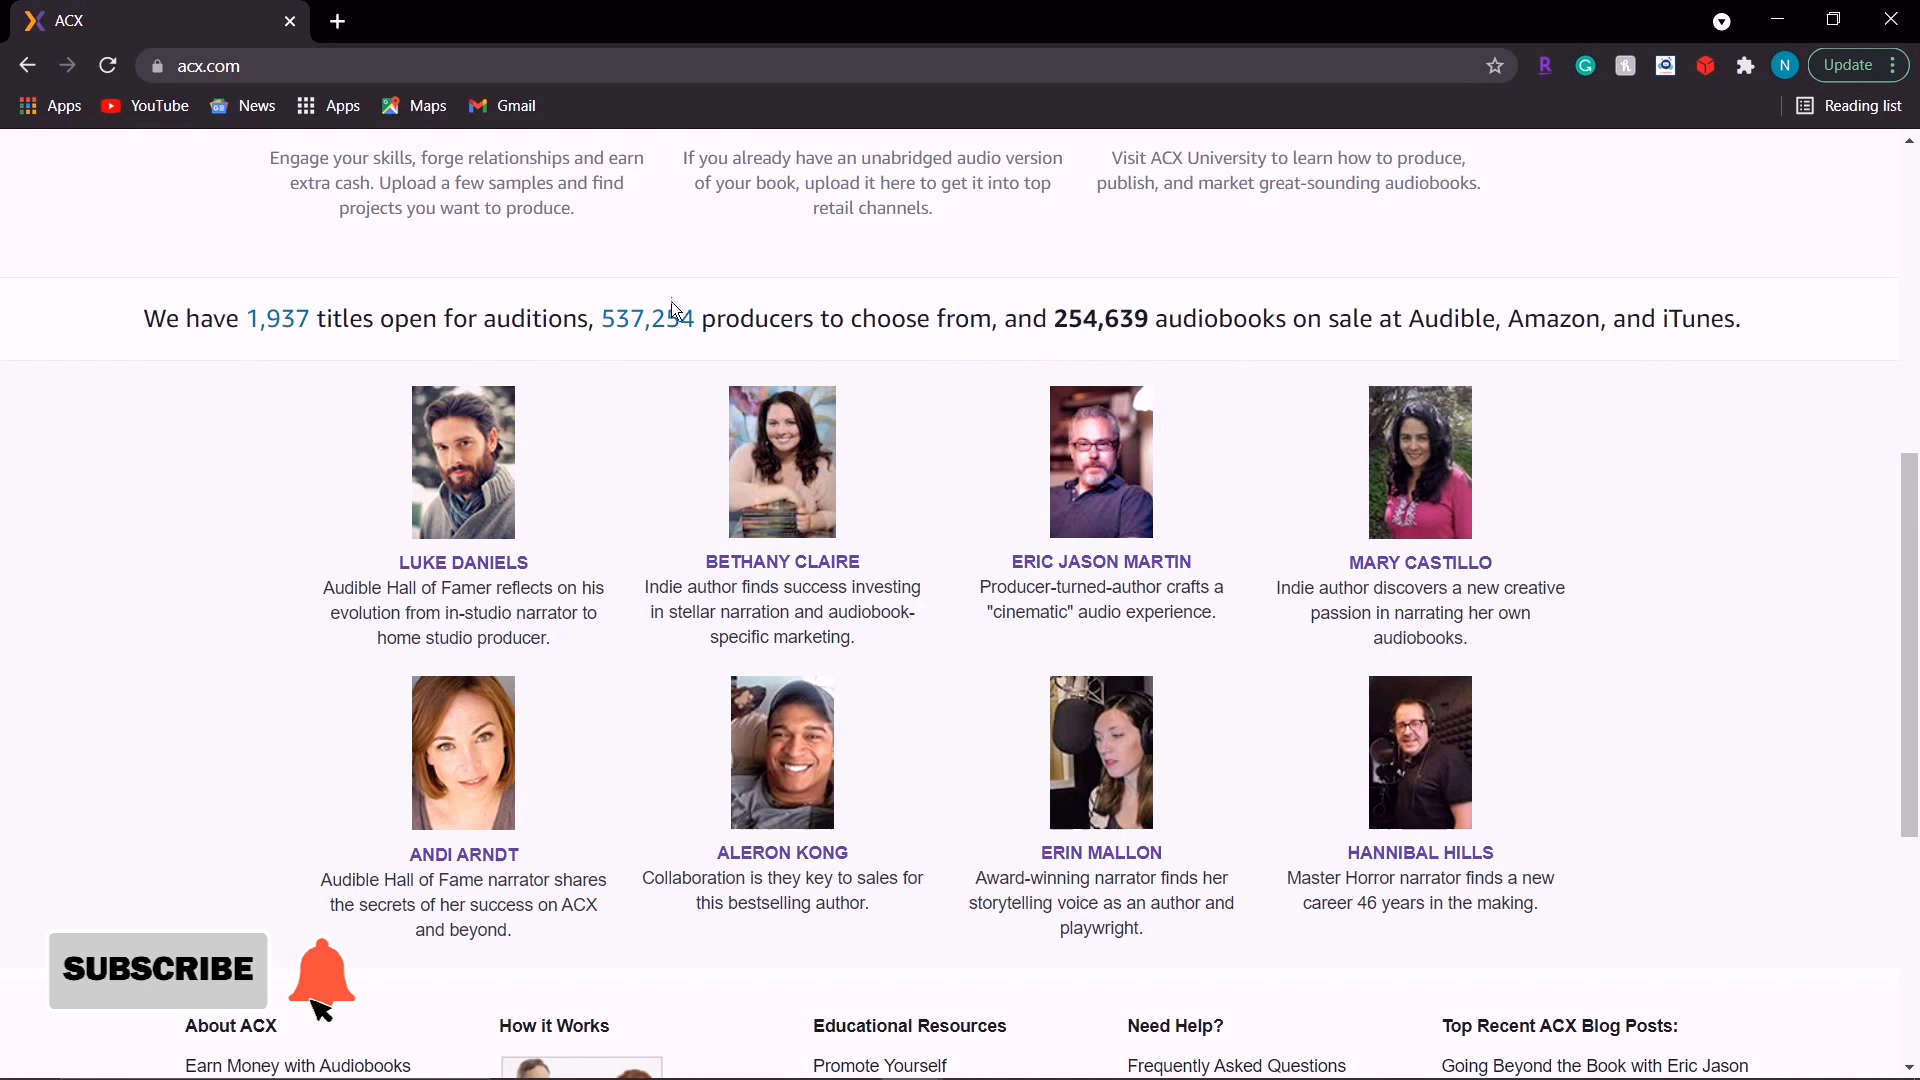 ACX
acx.com
Update
Apps
YouTube
News
Apps
Maps
Gmail
Reading list
Engage your skills, forge relationships and earn
extra cash. Upload a few samples and find
projects you want to produce.
If you already have an unabridged audio version
of your book, upload it here to get it into top
retail channels.
Visit ACX University to learn how to produce,
publish, and market great-sounding audiobooks.
We have 1,937 titles open for auditions, 537,254 producers to choose from, and 254,639 audiobooks on sale at Audible, Amazon, and iTunes.
LUKE DANIELS
Audible Hall of Famer reflects on his
evolution from in-studio narrator to
home studio producer.
BETHANY CLAIRE
Indie author finds success investing
in stellar narration and audiobook-
specific marketing.
ERIC JASON MARTIN
Producer-turned-author crafts a
"cinematic" audio experience.
MARY CASTILLO
Indie author discovers a new creative
passion in narrating her own
audiobooks.
ANDI ARNDT
Audible Hall of Fame narrator shares
the secrets of her success on ACX
and beyond.
ALERON KONG
Collaboration is they key to sales for
this bestselling author.
ERIN MALLON
Award-winning narrator finds her
storytelling voice as an author and
playwright.
HANNIBAL HILLS
Master Horror narrator finds a new
career 46 years in the making.
SUBSCRIBE
About ACX
Earn Money with Audiobooks
How it Works
Educational Resources
Promote Yourself
Need Help?
Frequently Asked Questions
Top Recent ACX Blog Posts:
Going Beyond the Book with Eric Jason